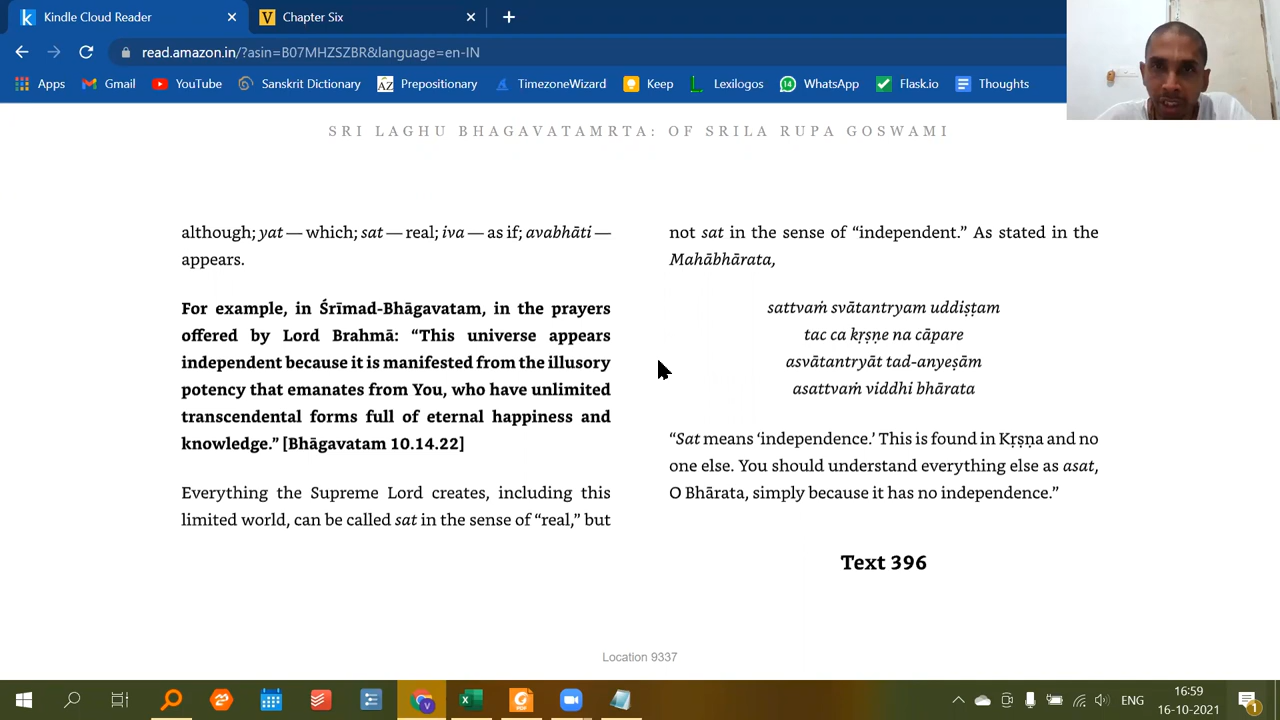 Kindle Cloud Reader
Chapter Six
read.amazon.in/?asin=B07MHZSZBR&language=en-IN
Apps Gmail YouTube Sanskrit Dictionary Prepositionary TimezoneWizard Keep Lexilogos WhatsApp Flask.io Thoughts
SRI LAGHU BHAGAVATAMRTA: OF SRILA RUPA GOSWAMI
although; yat — which; sat — real; iva — as if; avabhāti —
appears.
For example, in Śrīmad-Bhāgavatam, in the prayers
offered by Lord Brahmā: “This universe appears
independent because it is manifested from the illusory
potency that emanates from You, who have unlimited
transcendental forms full of eternal happiness and
knowledge.” [Bhāgavatam 10.14.22]
Everything the Supreme Lord creates, including this
limited world, can be called sat in the sense of “real,” but
not sat in the sense of “independent.” As stated in the
Mahābhārata,
sattvaṁ svātantryam uddiṣṭam
tac ca kṛṣṇe na cāpare
asvātantryāt tad-anyeṣām
asattvaṁ viddhi bhārata
“Sat means ‘independence.’ This is found in Kṛṣṇa and no
one else. You should understand everything else as asat,
O Bhārata, simply because it has no independence.”
Text 396
Location 9337
ENG
16:59
16-10-2021